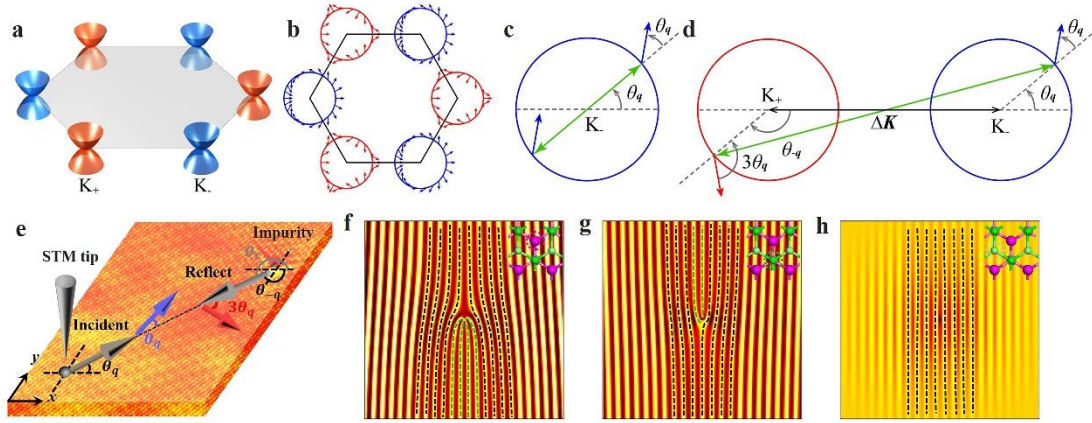 a
K₊
K₋
b
c
θq
θq
K₋
d
θq
K₊
θq
ΔK
K₋
θ-q
3θq
e
Impurity
STM tip
Reflect
θ-q
3θq
Incident
θq
θq
y
x
f
g
h